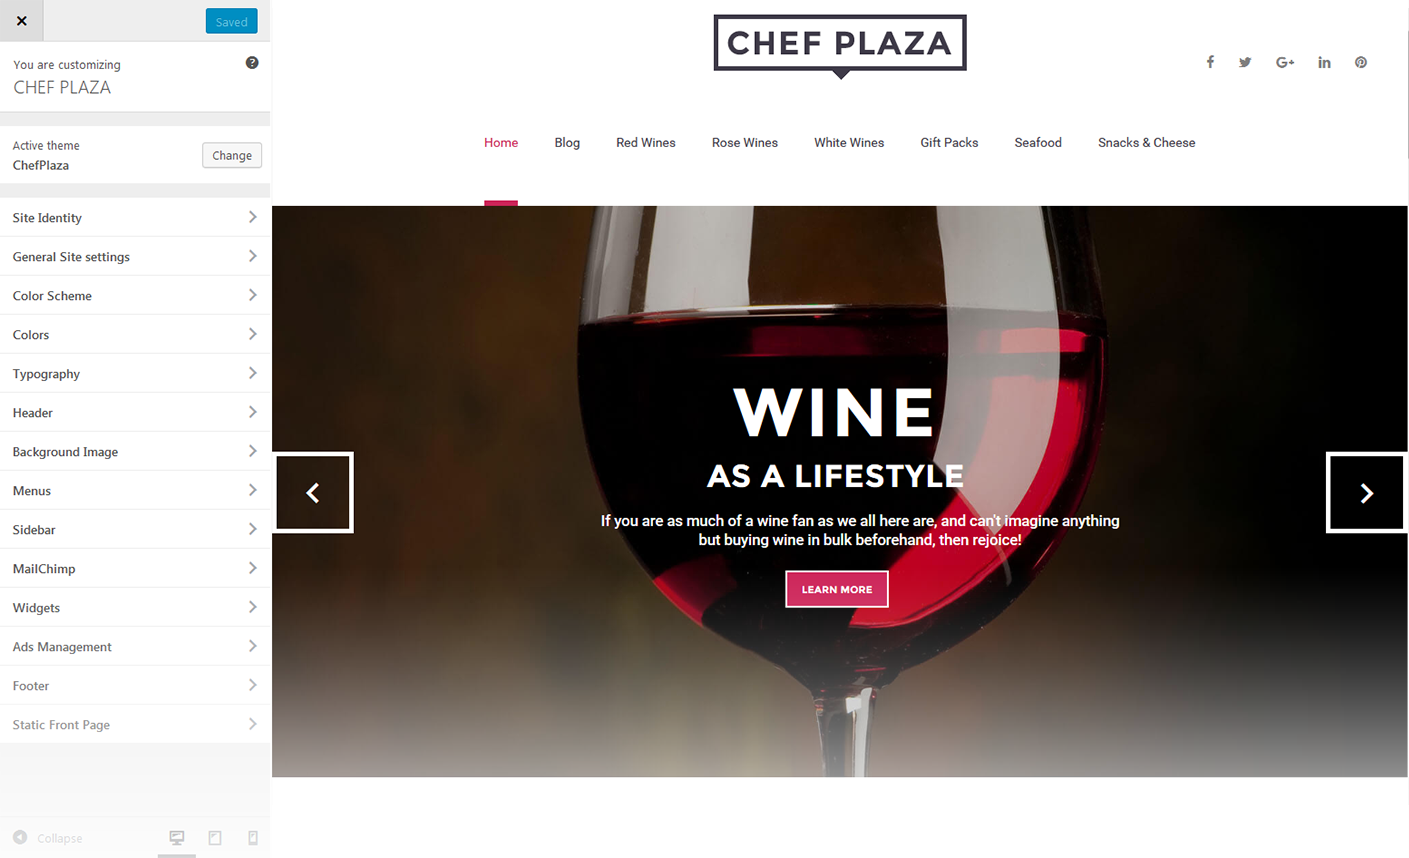 Saved
You are customizing
CHEF PLAZA
Active theme
ChefPlaza
Change
Site Identity
General Site settings
Color Scheme
Colors
Typography
Header
Background Image
Menus
Sidebar
MailChimp
Widgets
Ads Management
Footer
Static Front Page
Collapse
CHEF PLAZA
Home Blog Red Wines Rose Wines White Wines Gift Packs Seafood Snacks & Cheese
WINE
AS A LIFESTYLE
If you are as much of a wine fan as we all here are, and can't imagine anything
but buying wine in bulk beforehand, then rejoice!
LEARN MORE